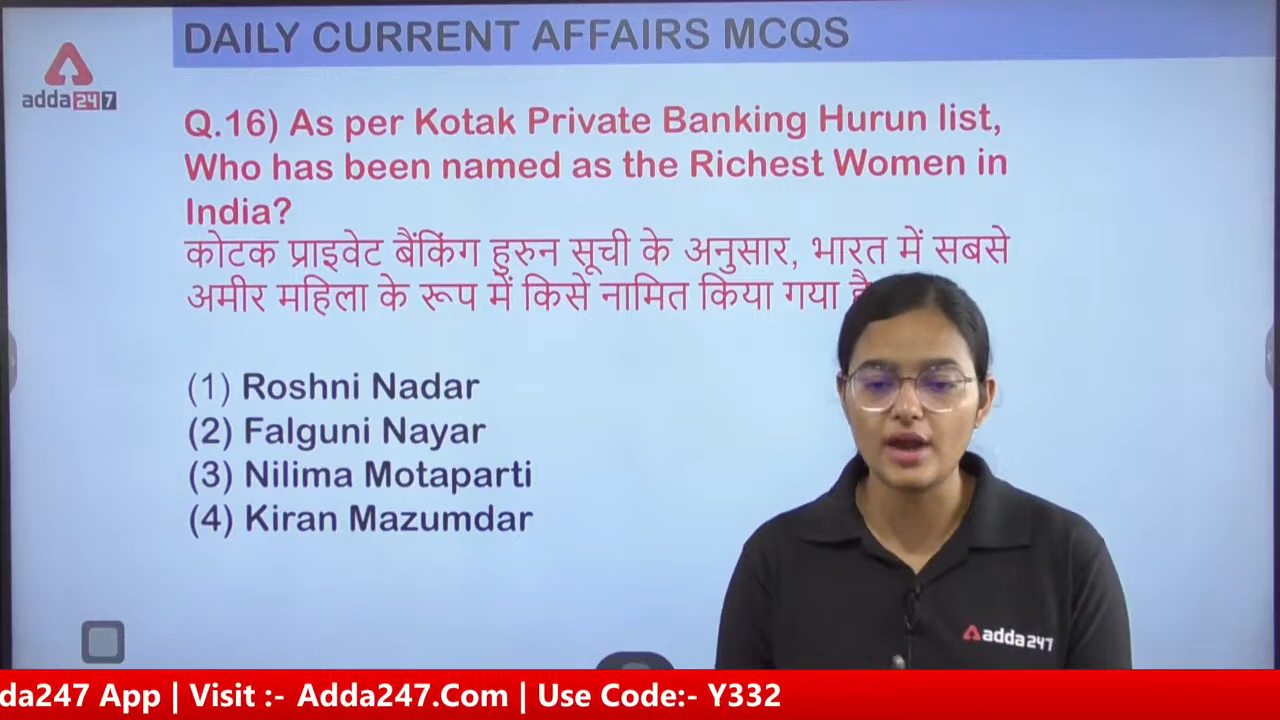 DAILY CURRENT AFFAIRS MCQS
adda247
Q.16) As per Kotak Private Banking Hurun list,
Who has been named as the Richest Women in
India?
कोटक प्राइवेट बैंकिंग हुरुन सूची के अनुसार, भारत में सबसे
अमीर महिला के रूप में किसे नामित किया गया है
(1) Roshni Nadar
(2) Falguni Nayar
(3) Nilima Motaparti
(4) Kiran Mazumdar
adda247
dda247 App | Visit :- Adda247.Com | Use Code:- Y332